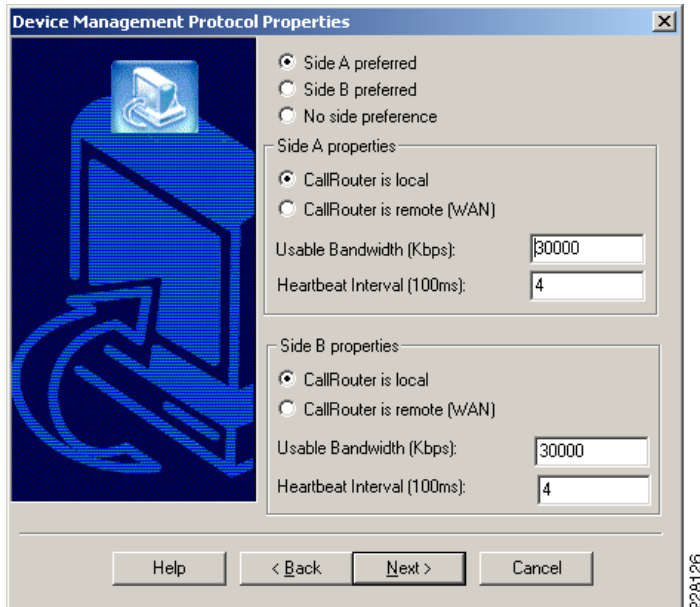 Device Management Protocol Properties
Side A preferred
Side B preferred
No side preference
Side A properties
CallRouter is local
CallRouter is remote (WAN)
Usable Bandwidth (Kbps): 30000
Heartbeat Interval (100ms): 4
Side B properties
CallRouter is local
CallRouter is remote (WAN)
Usable Bandwidth (Kbps): 30000
Heartbeat Interval (100ms): 4
Help < Back Next > Cancel
228126